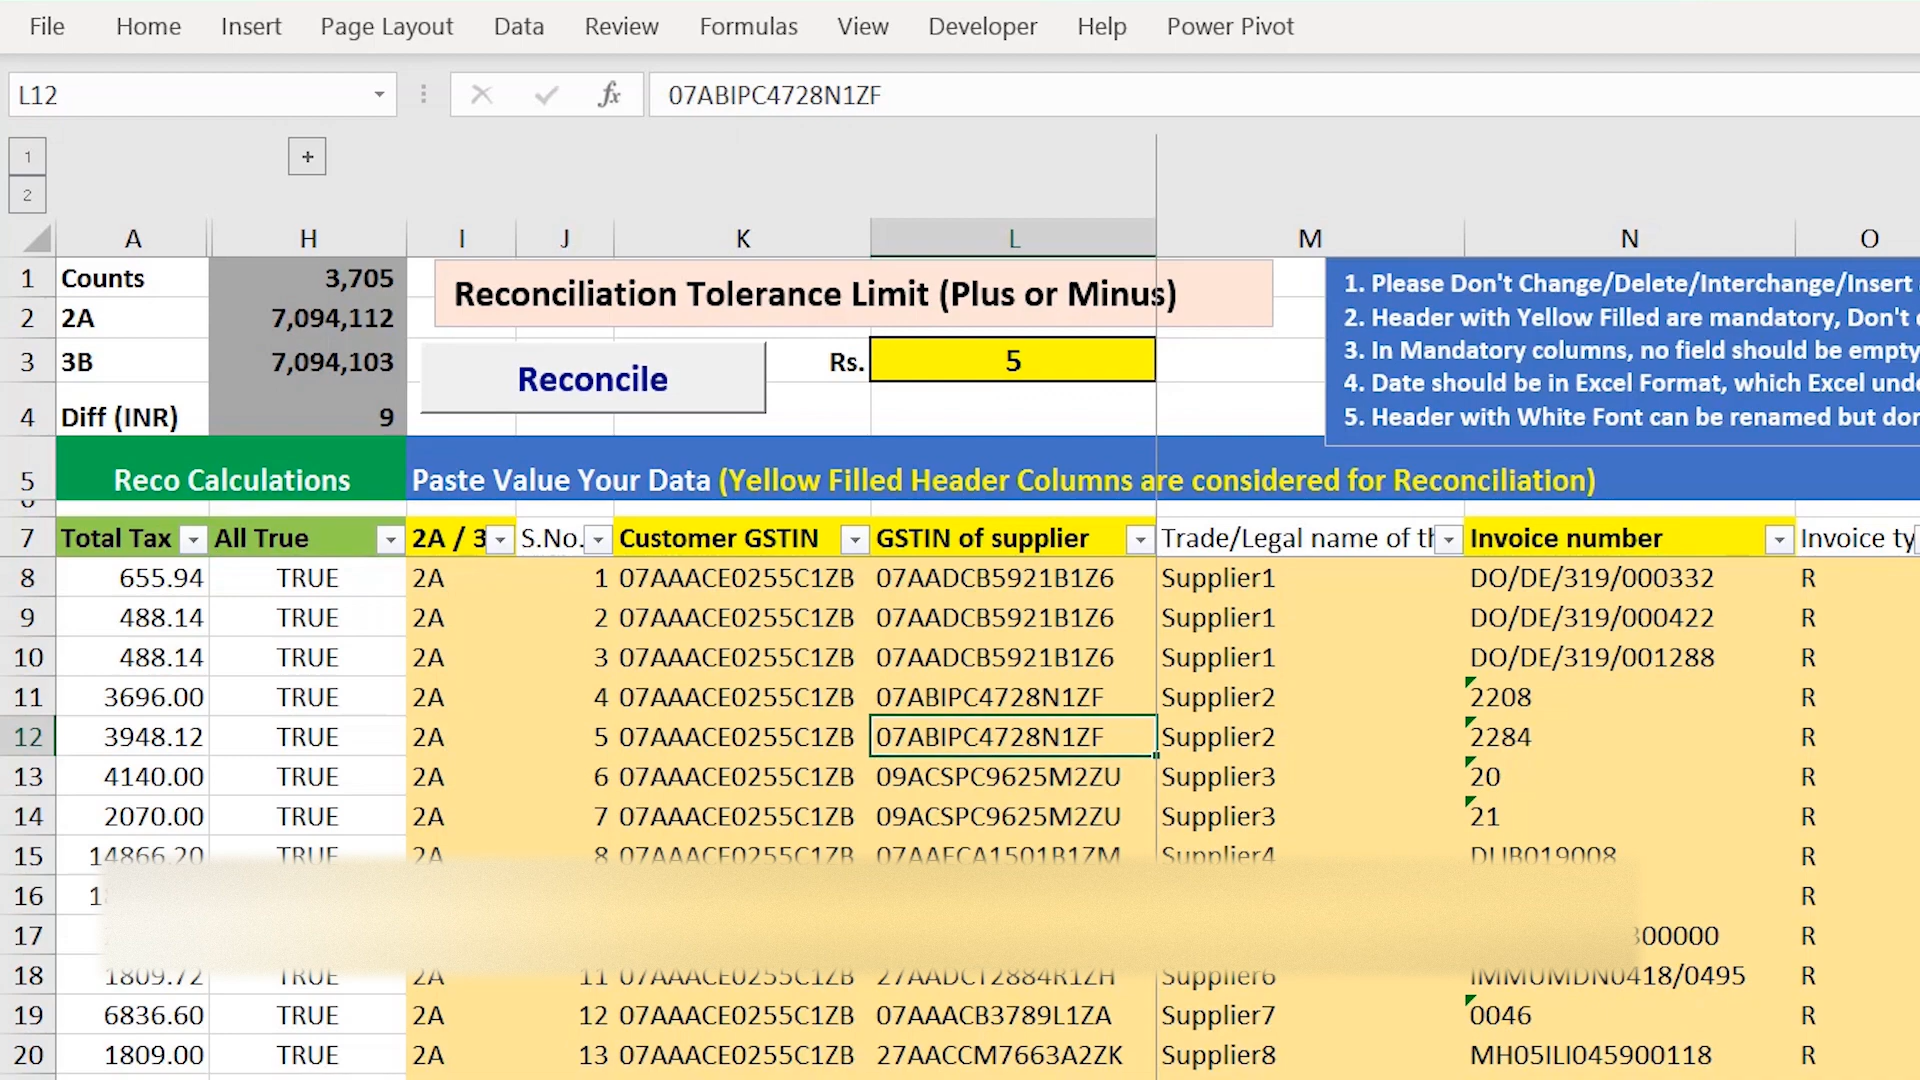 File Home Insert Page Layout Data Review Formulas View Developer Help Power Pivot
L12 fx 07ABIPC4728N1ZF
1 +
2
A H I J K L M N O
1 Counts 3,705 Reconciliation Tolerance Limit (Plus or Minus) 1. Please Don't Change/Delete/Interchange/Insert
2 2A 7,094,112 2. Header with Yellow Filled are mandatory, Don't
3 3B 7,094,103 Reconcile Rs. 5 3. In Mandatory columns, no field should be empty
4. Date should be in Excel Format, which Excel
4 Diff (INR) 9 5. Header with White Font can be renamed but
5 Reco Calculations Paste Value Your Data (Yellow Filled Header Columns are considered for Reconciliation)
7 Total Tax All True 2A / 3 S.No. Customer GSTIN GSTIN of supplier Trade/Legal name of Invoice number Invoice ty
8 655.94 TRUE 2A 1 07AAACE0255C1ZB 07AADCB5921B1Z6 Supplier1 DO/DE/319/000332 R
9 488.14 TRUE 2A 2 07AAACE0255C1ZB 07AADCB5921B1Z6 Supplier1 DO/DE/319/000422 R
10 488.14 TRUE 2A 3 07AAACE0255C1ZB 07AADCB5921B1Z6 Supplier1 DO/DE/319/001288 R
11 3696.00 TRUE 2A 4 07AAACE0255C1ZB 07ABIPC4728N1ZF Supplier2 2208 R
12 3948.12 TRUE 2A 5 07AAACE0255C1ZB 07ABIPC4728N1ZF Supplier2 2284 R
13 4140.00 TRUE 2A 6 07AAACE0255C1ZB 09ACSPC9625M2ZU Supplier3 20 R
14 2070.00 TRUE 2A 7 07AAACE0255C1ZB 09ACSPC9625M2ZU Supplier3 21 R
15 14866.20 TRUE 2A 8 07AAACE0255C1ZB Supplier4 R
16 R
17 300000 R
18 1809.72 TRUE 2A 11 07AAACE0255C1ZB Supplier6 R
19 6836.60 TRUE 2A 12 07AAACE0255C1ZB 07AAACB3789L1ZA Supplier7 0046 R
20 1809.00 TRUE 2A 13 07AAACE0255C1ZB 27AACCM7663A2ZK Supplier8 MH05ILI045900118 R